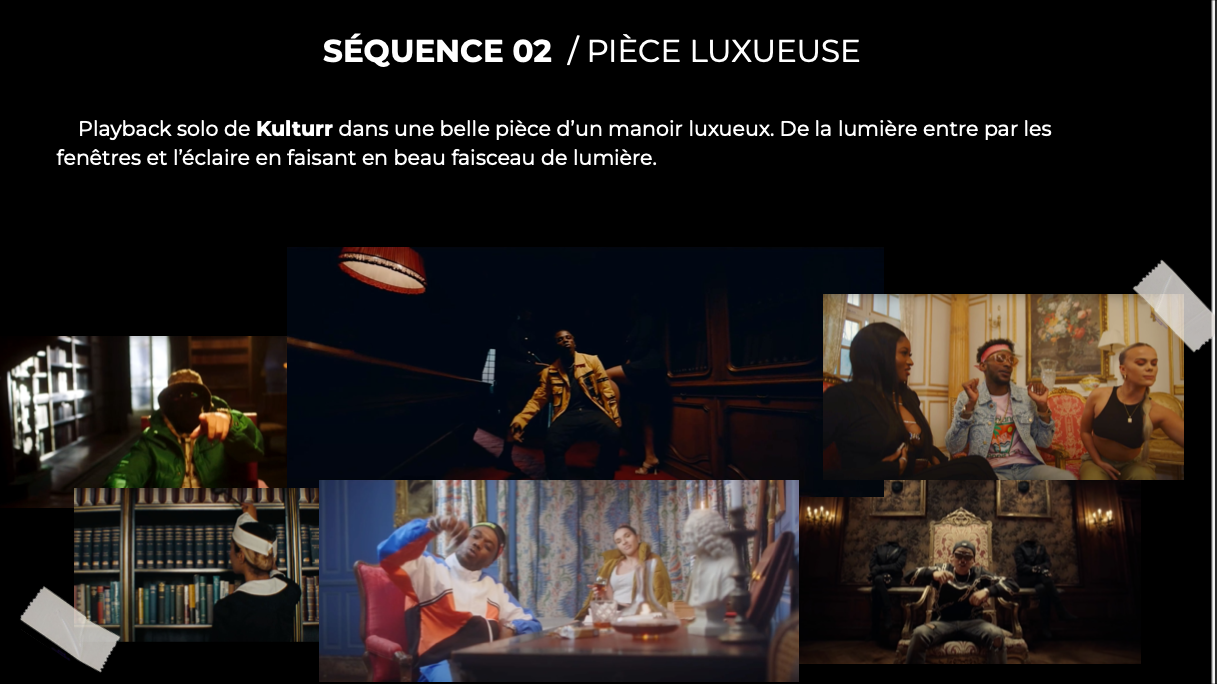 SÉQUENCE 02 / PIÈCE LUXUEUSE
Playback solo de Kulturr dans une belle pièce d’un manoir luxueux. De la lumière entre par les
fenêtres et l’éclaire en faisant en beau faisceau de lumière.